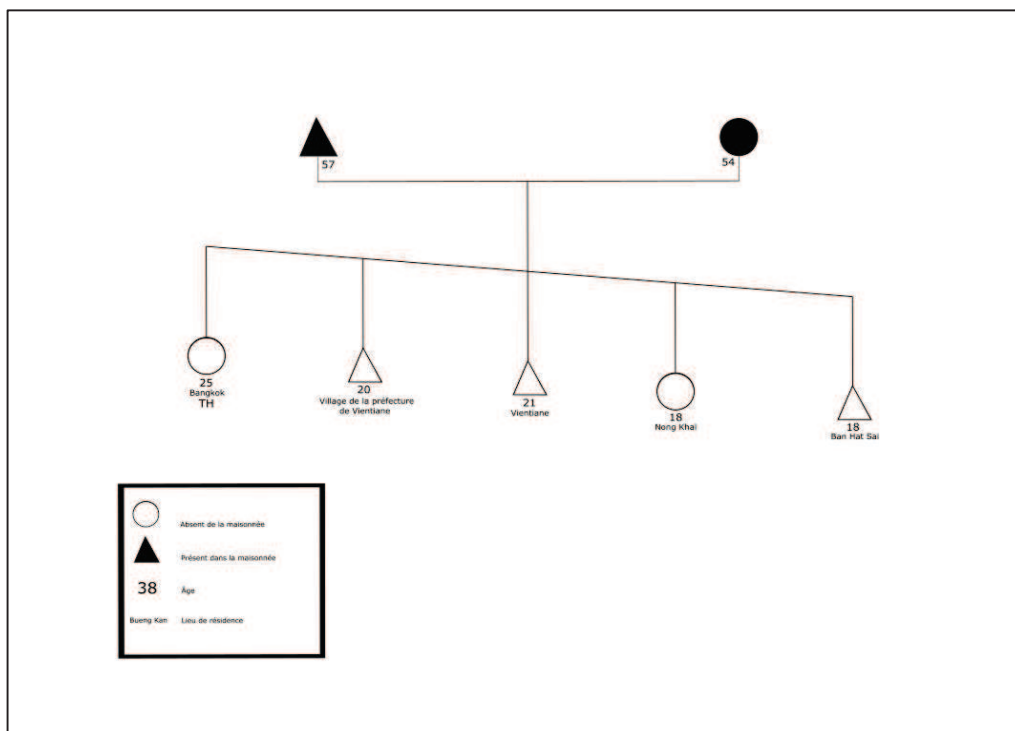 57
54
25
Bangkok
TH
20
Village de la préfecture
de Vientiane
21
Vientiane
18
Nong Khai
18
Ban Hat Sai
Absent de la maisonnée
Présent dans la maisonnée
38 Âge
Bueng Kan Lieu de résidence